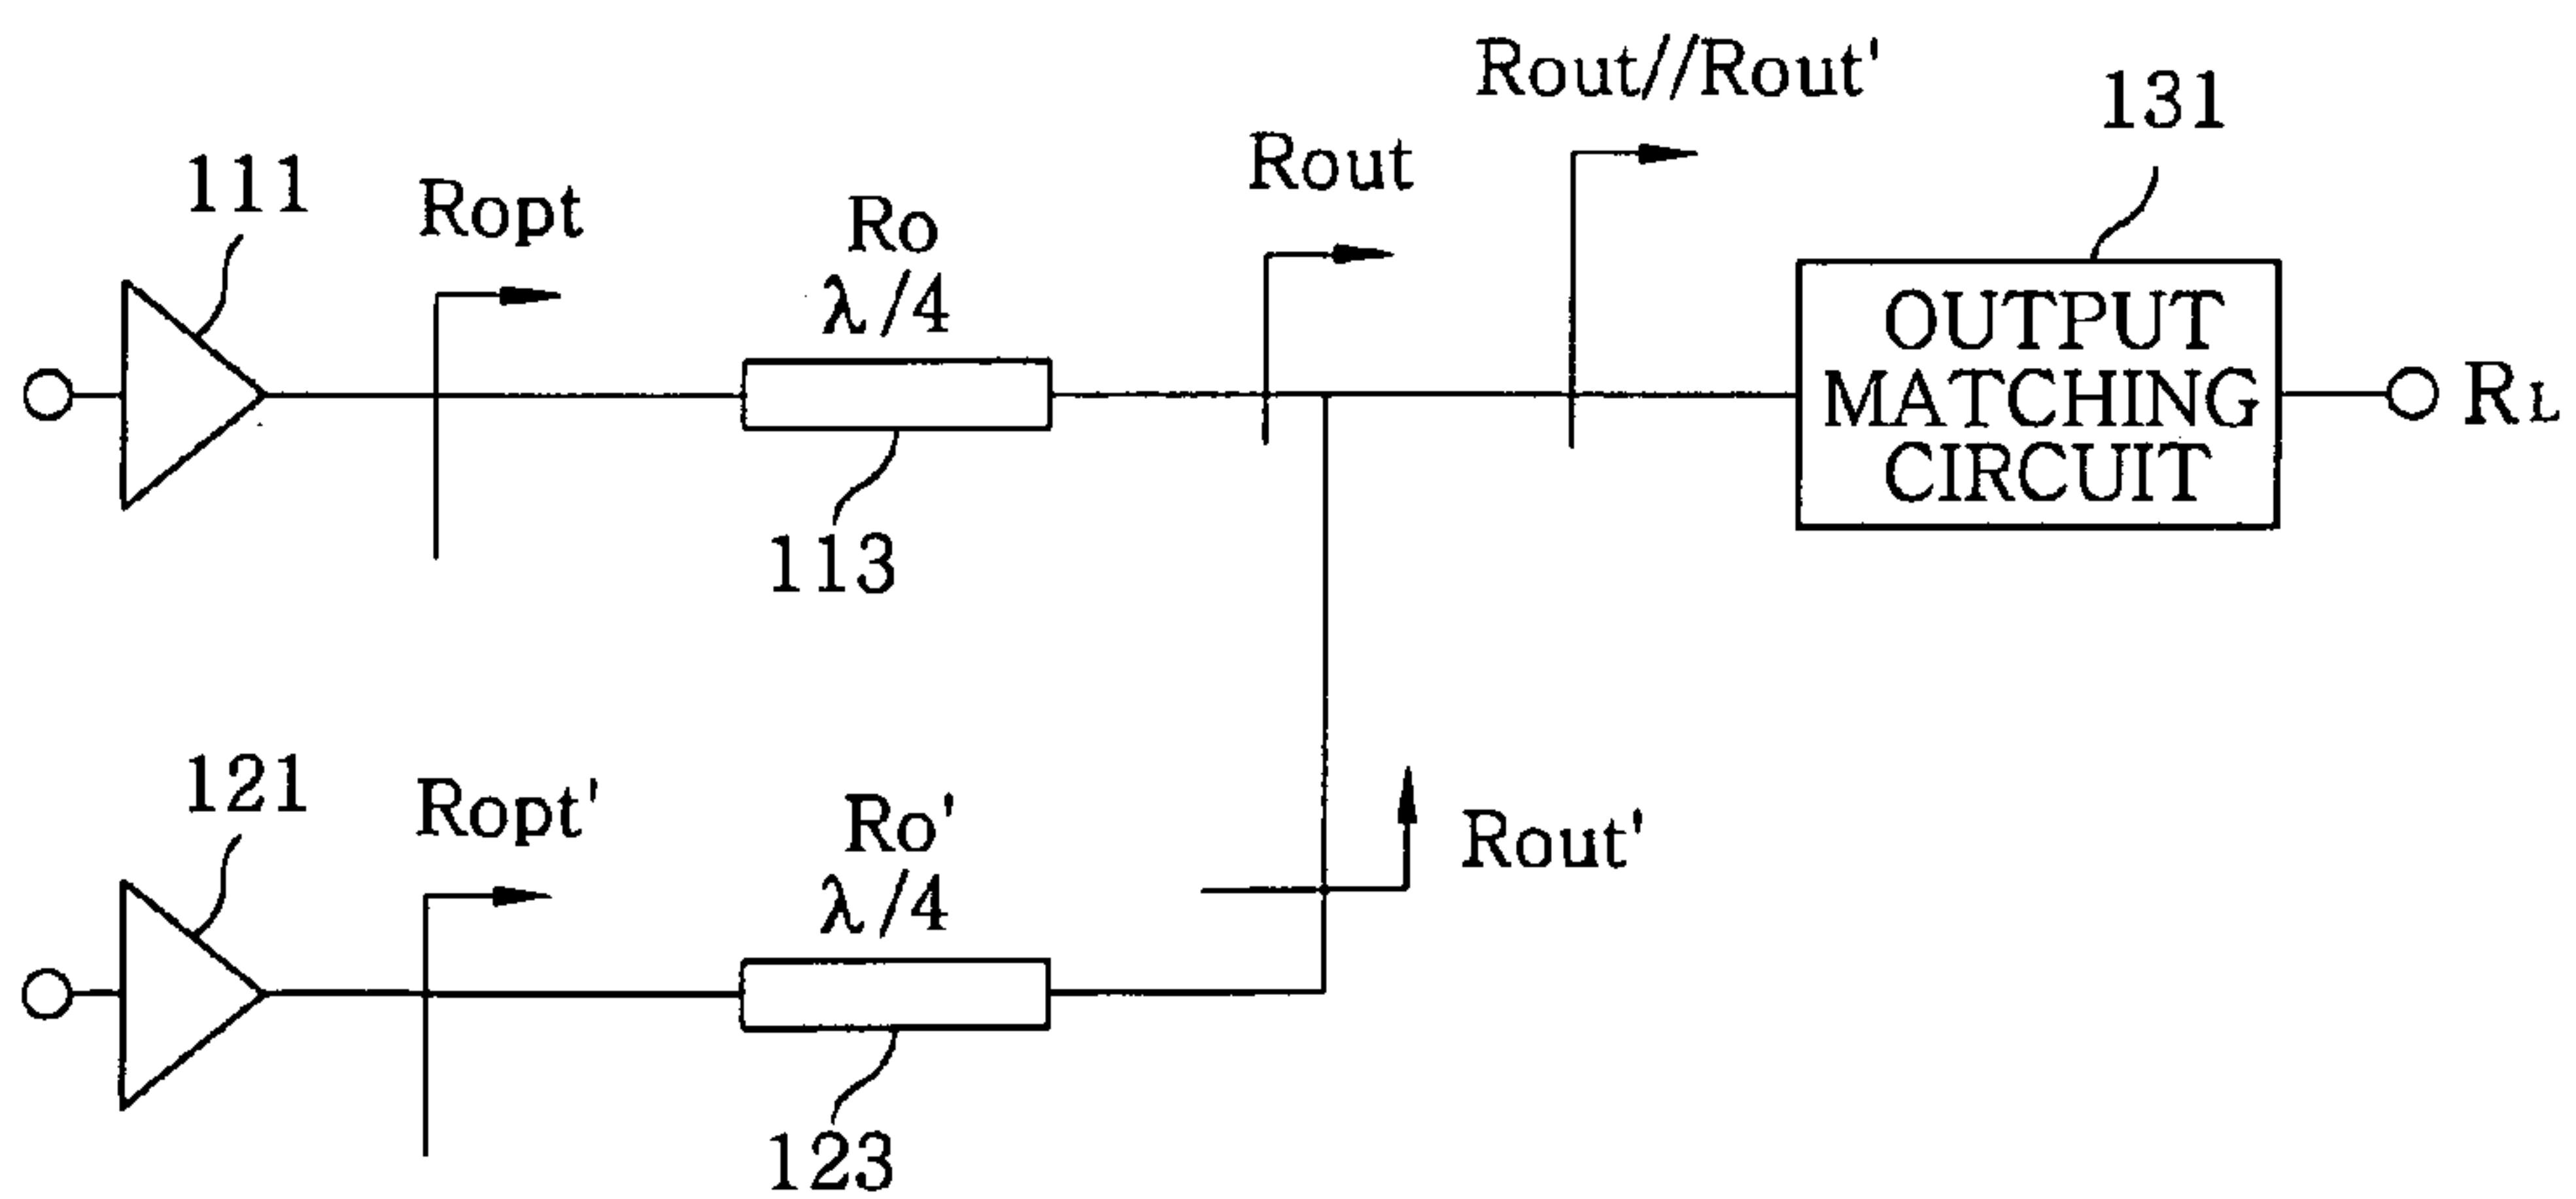 Rout//Rout'
131
111
Ropt
Ro
λ/4
Rout
OUTPUT
MATCHING
CIRCUIT
RL
113
121
Ropt'
Ro'
λ/4
Rout'
123